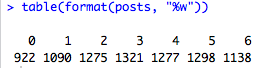 > table(format(posts, "%w"))
0 1 2 3 4 5 6
922 1090 1275 1321 1277 1298 1138